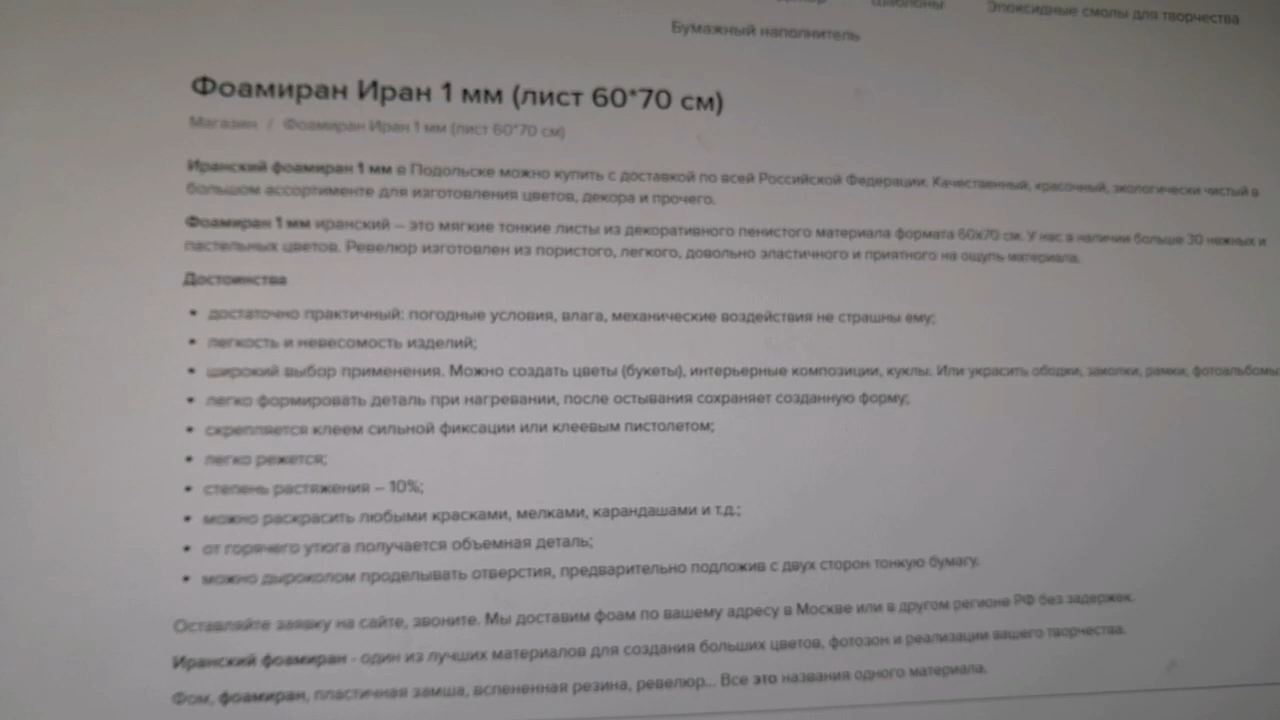 Шаблоны Эпоксидные смолы для творчества
Бумажный наполнитель
Фоамиран Иран 1 мм (лист 60*70 см)
Магазин / Фоамиран Иран 1 мм (лист 60*70 см)
Иранский фоамиран 1 мм в Подольске можно купить с доставкой по всей Российской Федерации. Качественный, красочный, экологически чистый в
большом ассортименте для изготовления цветов, декора и прочего.
Фоамиран 1 мм иранский – это мягкие тонкие листы из декоративного пенистого материала формата 60х70 см. У нас в наличии больше 30 нежных и
пастельных цветов. Ревелюр изготовлен из пористого, легкого, довольно эластичного и приятного на ощупь материала.
Достоинства
• достаточно практичный: погодные условия, влага, механические воздействия не страшны ему;
• легкость и невесомость изделий;
• широкий выбор применения. Можно создать цветы (букеты), интерьерные композиции, куклы. Или украсить ободки, заколки, рамки, фотоальбомы
• легко формировать деталь при нагревании, после остывания сохраняет созданную форму;
• скрепляется клеем сильной фиксации или клеевым пистолетом;
• легко режется;
• степень растяжения – 10%;
• можно раскрасить любыми красками, мелками, карандашами и т.д.;
• от горячего утюга получается объемная деталь;
• можно дыроколом проделывать отверстия, предварительно подложив с двух сторон тонкую бумагу.
Оставляйте заявку на сайте, звоните. Мы доставим фоам по вашему адресу в Москве или в другом регионе РФ без задержек.
Иранский фоамиран - один из лучших материалов для создания больших цветов, фотозон и реализации вашего творчества.
Фом, фоамиран, пластичная замша, вспененная резина, ревелюр... Все это названия одного материала.